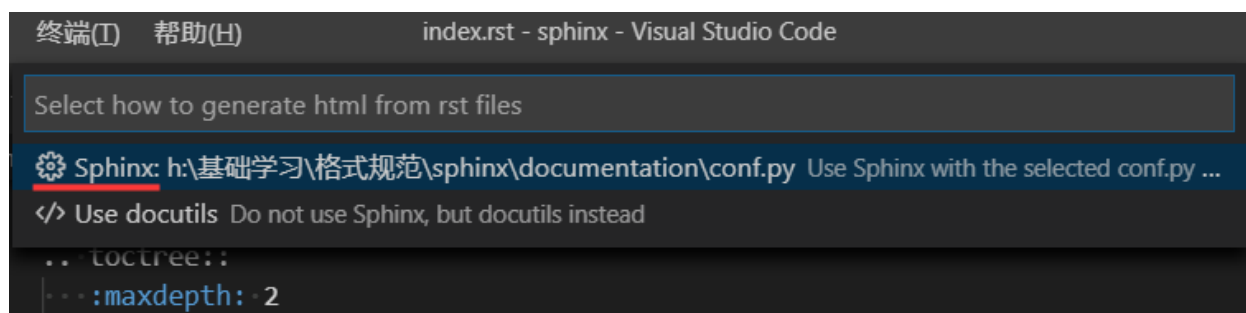 终端(T) 帮助(H) index.rst - sphinx - Visual Studio Code
Select how to generate html from rst files
Sphinx: h:\基础学习\格式规范\sphinx\documentation\conf.py Use Sphinx with the selected conf.py ...
</> Use docutils Do not use Sphinx, but docutils instead
.. toctree::
:maxdepth: 2